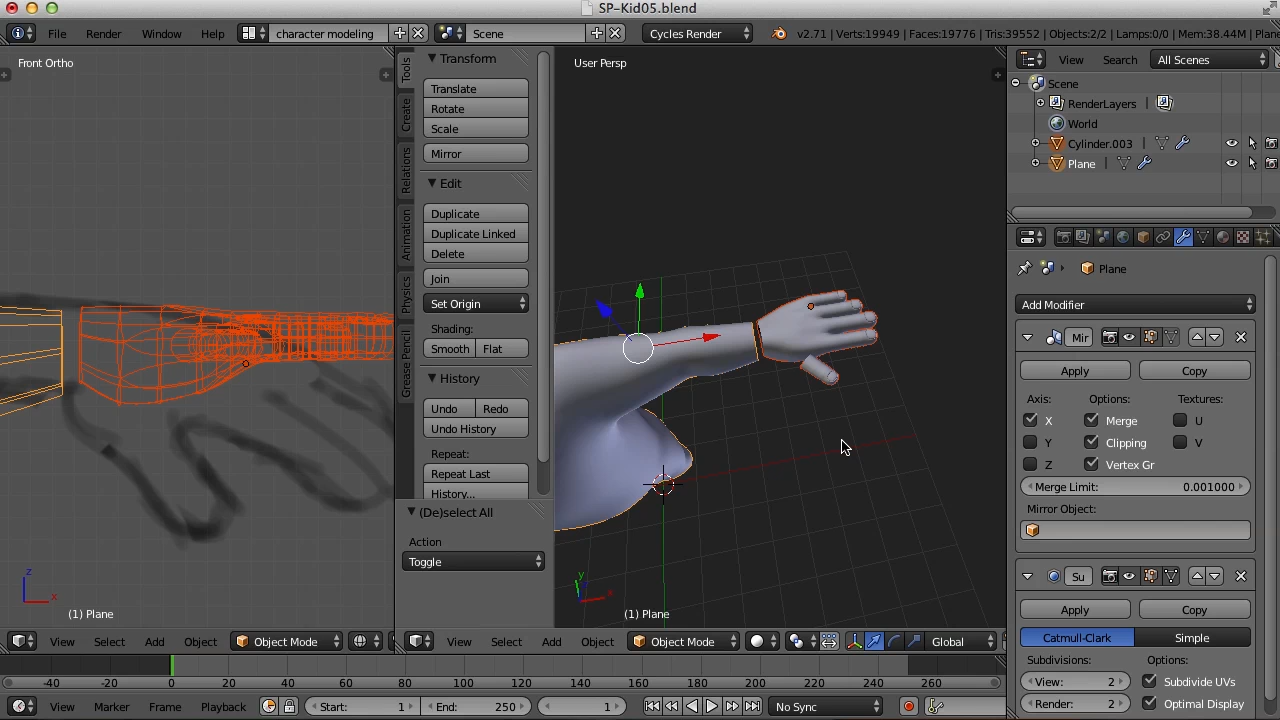 SP-Kid05.blend
File Render Window Help character modeling Scene Cycles Render v2.71 | Verts:19949 | Faces:19776 | Tris:39552 | Objects:2/2 | Lamps:0/0 | Mem:38.44M | Plane
Front Ortho
Tools
Create
Relations
Animation
Physics
Grease Pencil
Transform
Translate
Rotate
Scale
Mirror
Edit
Duplicate
Duplicate Linked
Delete
Join
Set Origin
Shading:
Smooth Flat
History
Undo Redo
Undo History
Repeat:
Repeat Last
History...
(De)select All
Action
Toggle
User Persp
z
x
(1) Plane
y
x
(1) Plane
View Select Add Object Object Mode
View Select Add Object Object Mode Global
View Search All Scenes
Scene
RenderLayers
World
Cylinder.003
Plane
Plane
Add Modifier
Mir
Apply Copy
Axis: Options: Textures:
X Merge U
Y Clipping V
Z Vertex Gr
Merge Limit: 0.001000
Mirror Object:
Su
Apply Copy
Catmull-Clark Simple
Subdivisions: Options:
View: 2 Subdivide UVs
Render: 2 Optimal Display
-40 -20 0 20 40 60 80 100 120 140 160 180 200 220 240 260
View Marker Frame Playback Start: 1 End: 250 1 No Sync